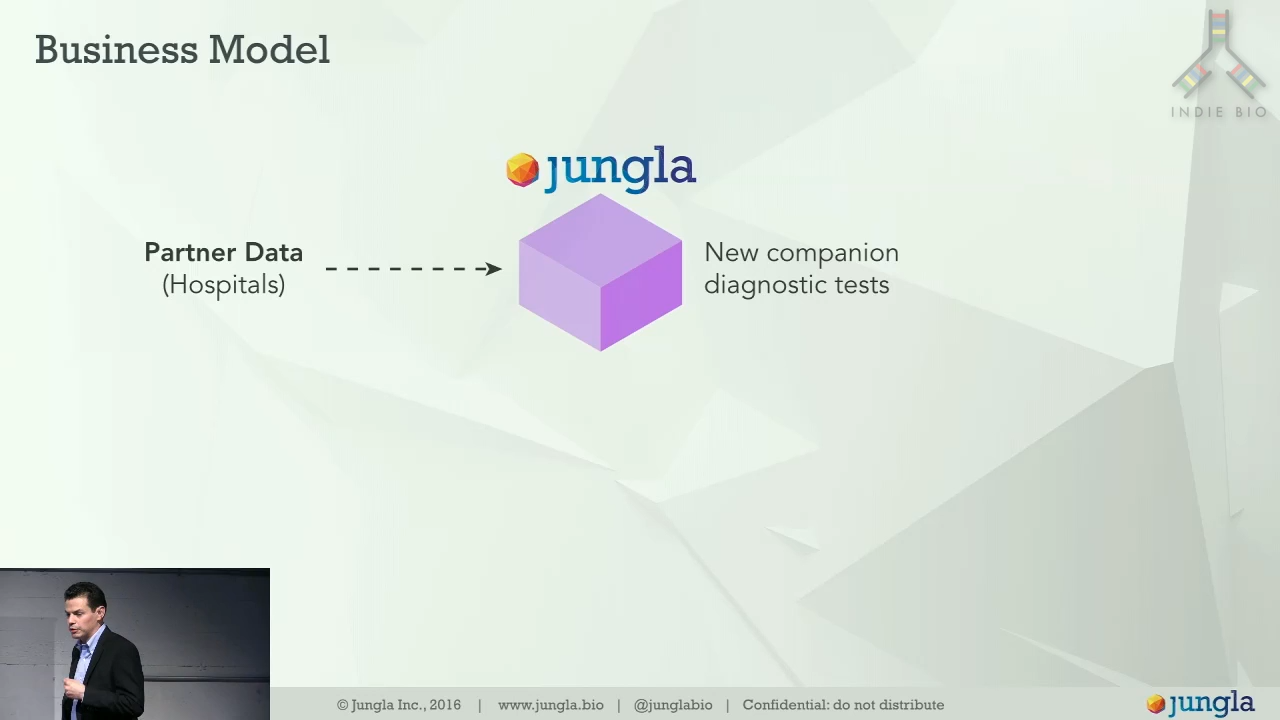 Business Model
INDIE BIO
jungla
Partner Data
(Hospitals)
New companion
diagnostic tests
© Jungla Inc., 2016 | www.jungla.bio | @junglabio | Confidential: do not distribute
jungla